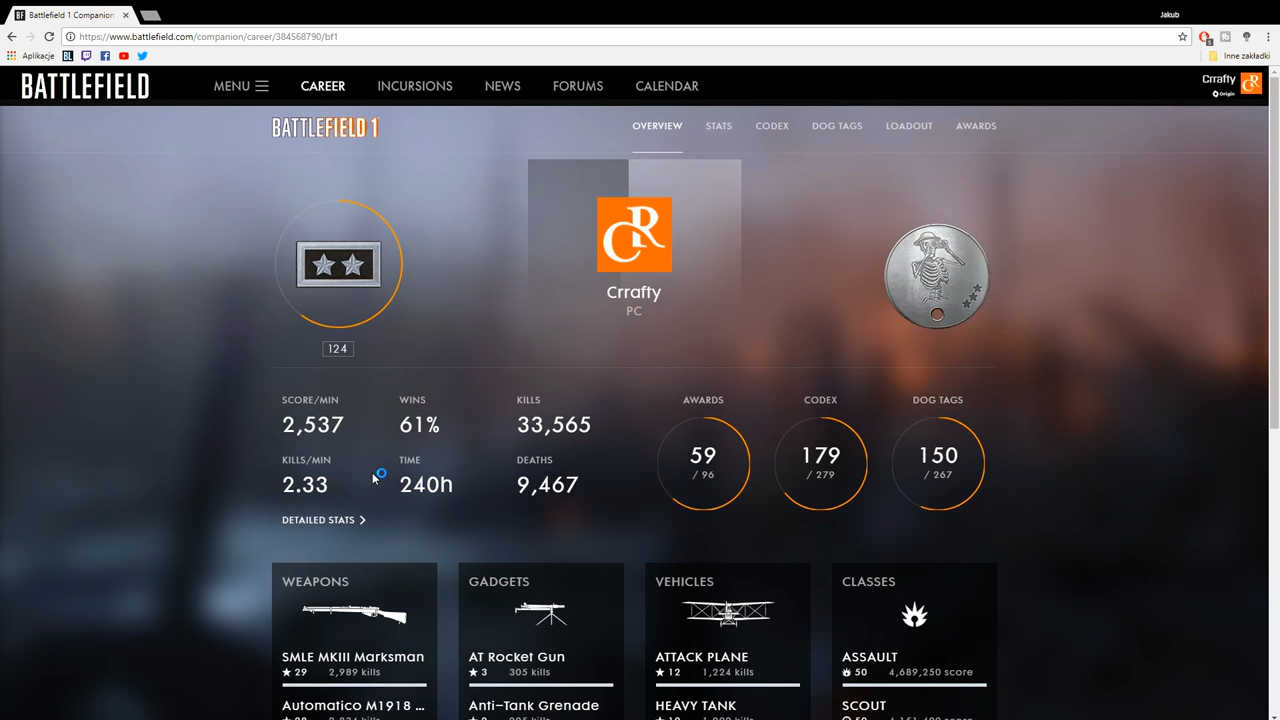 Battlefield 1 Companion
Jakub
https://www.battlefield.com/companion/career/384568790/bf1
Aplikacje
BL
Inne zakładki
BATTLEFIELD
MENU
CAREER
INCURSIONS
NEWS
FORUMS
CALENDAR
Crrafty
Origin
BATTLEFIELD 1
OVERVIEW
STATS
CODEX
DOG TAGS
LOADOUT
AWARDS
CR
Crrafty
PC
124
SCORE/MIN
2,537
WINS
61%
KILLS
33,565
KILLS/MIN
2.33
TIME
240h
DEATHS
9,467
DETAILED STATS
AWARDS
59
/ 96
CODEX
179
/ 279
DOG TAGS
150
/ 267
WEAPONS
SMLE MKIII Marksman
29 2,989 kills
Automatico M1918 ...
GADGETS
AT Rocket Gun
3 305 kills
Anti-Tank Grenade
VEHICLES
ATTACK PLANE
12 1,224 kills
HEAVY TANK
CLASSES
ASSAULT
50 4,689,250 score
SCOUT